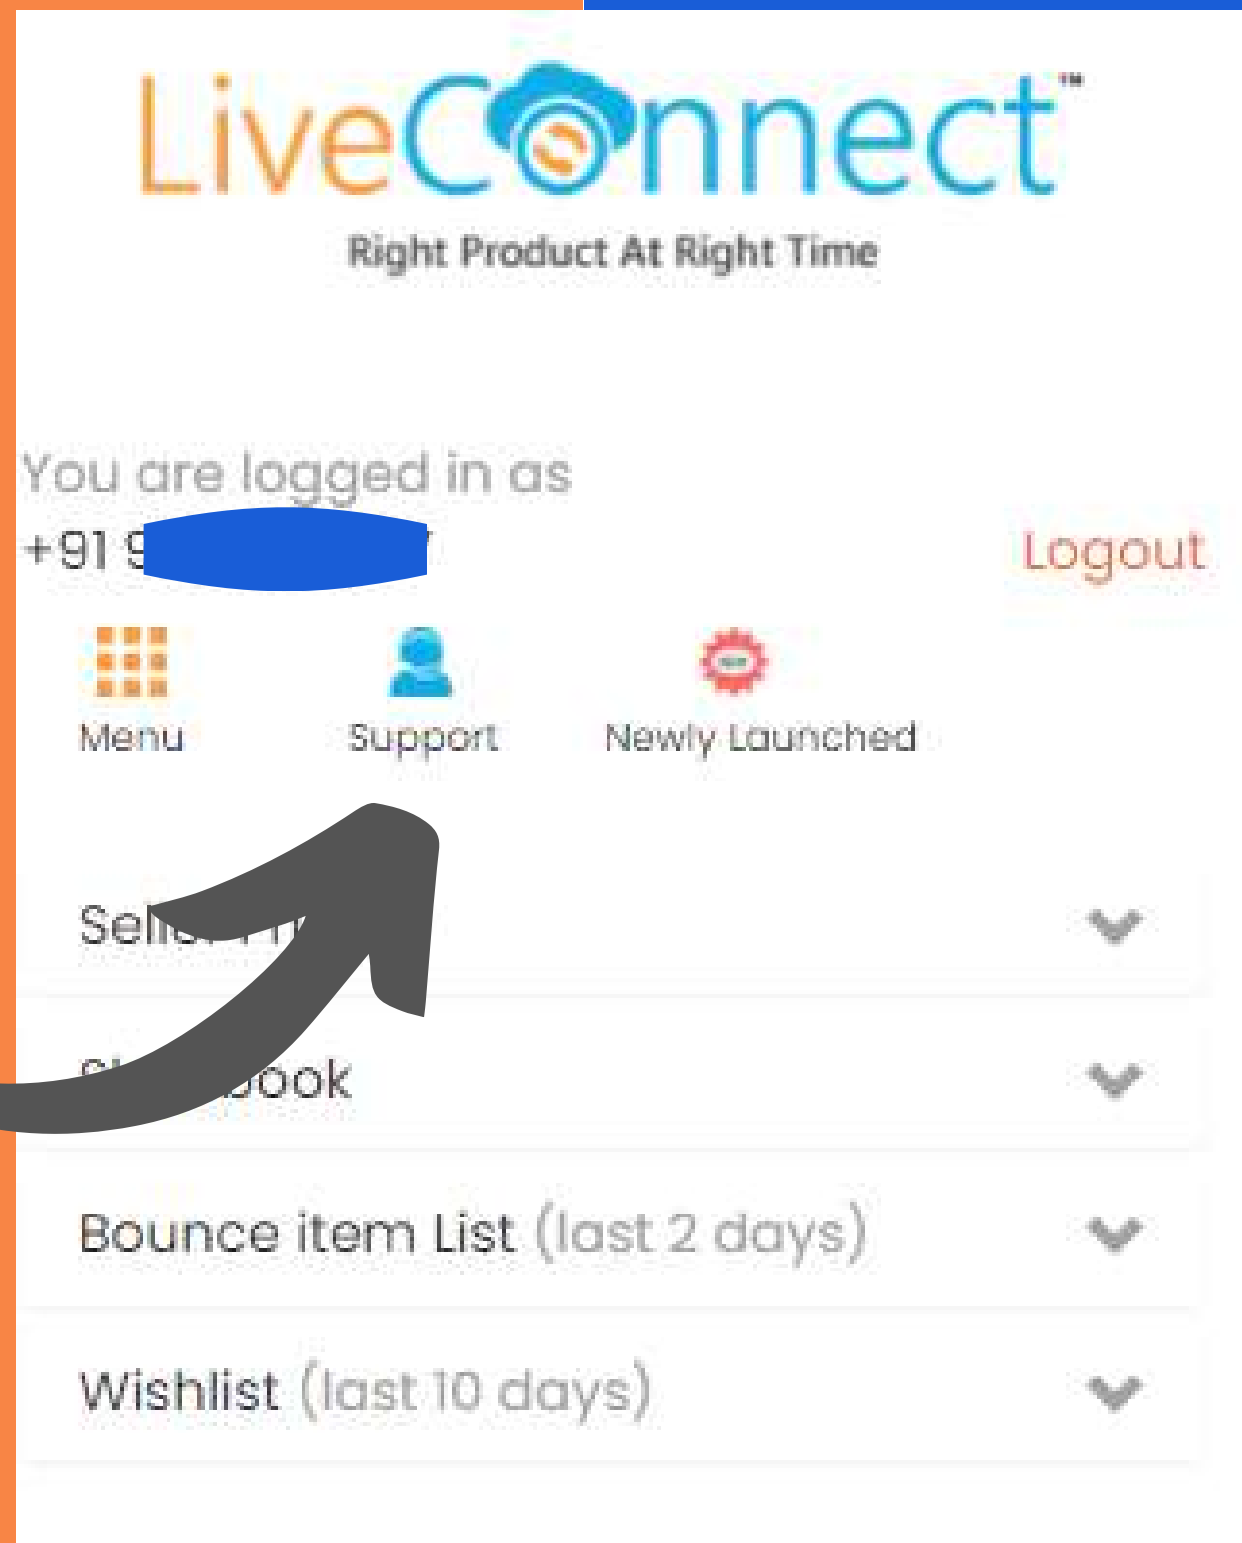 LiveConnect™
Right Product At Right Time
You are logged in as
+91 9
Logout
Menu
Support
Newly Launched
Bounce item List (last 2 days)
Wishlist (last 10 days)